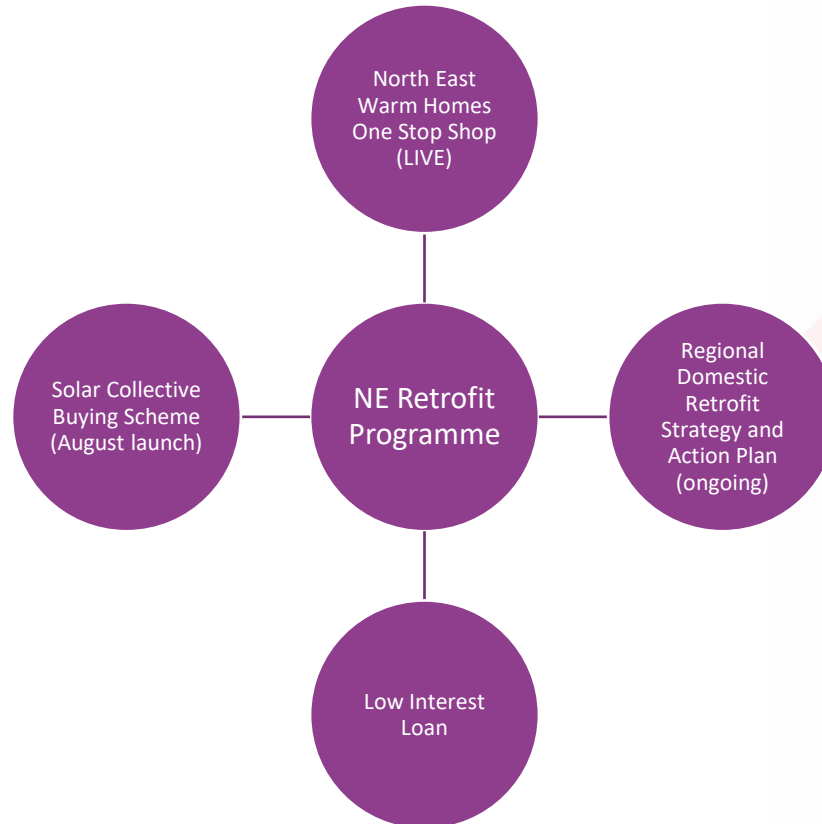 North East
Warm Homes
One Stop Shop
(LIVE)
Solar Collective
Buying Scheme
(August launch)
NE Retrofit
Programme
Regional
Domestic
Retrofit
Strategy and
Action Plan
(ongoing)
Low Interest
Loan